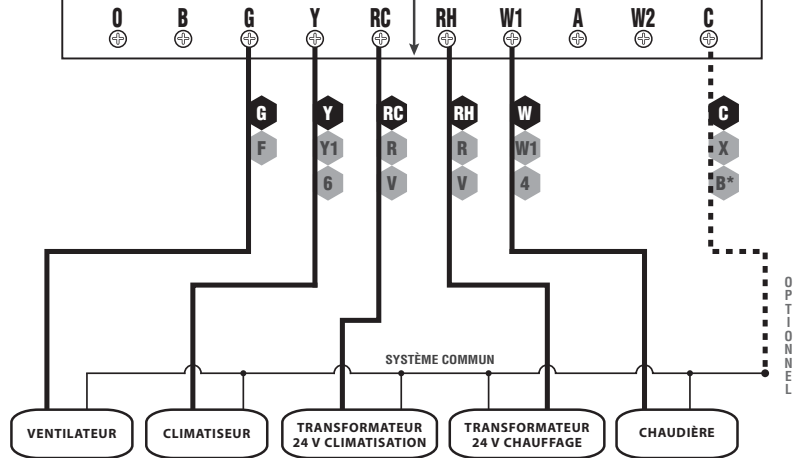 O B G Y RC RH W1 A W2 C
G Y RC RH W C
F Y1 R R W1 X
6 V V 4 B*
OPTIONNEL
SYSTÈME COMMUN
VENTILATEUR
CLIMATISEUR
TRANSFORMATEUR
24 V CLIMATISATION
TRANSFORMATEUR
24 V CHAUFFAGE
CHAUDIÈRE